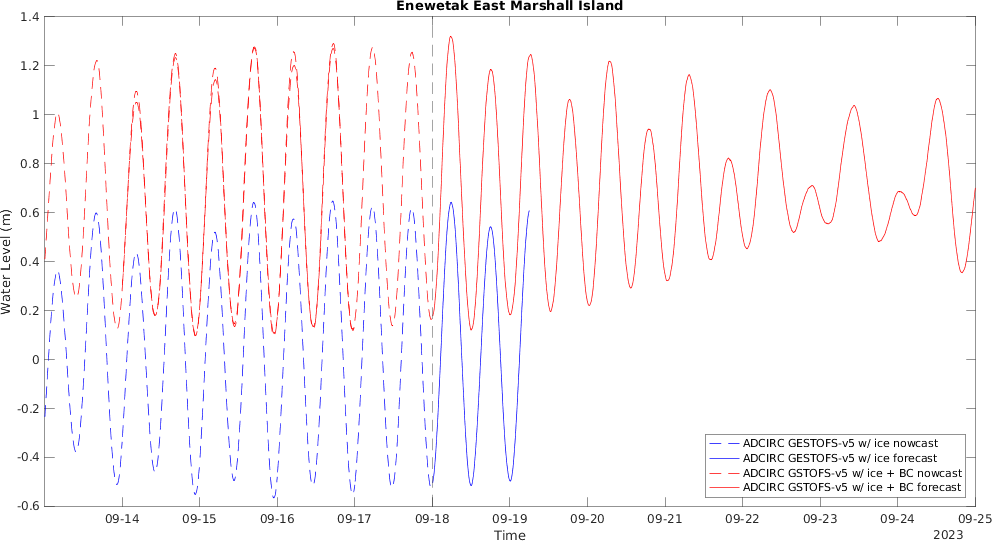 Enewetak East Marshall Island
1.4
1.2
1
0.8
0.6
0.4
0.2
0
-0.2
-0.4
-0.6
Water Level (m)
ADCIRC GESTOFS-v5 w/ ice nowcast
ADCIRC GESTOFS-v5 w/ ice forecast
ADCIRC GSTOFS-v5 w/ ice + BC nowcast
ADCIRC GSTOFS-v5 w/ ice + BC forecast
09-14 09-15 09-16 09-17 09-18 09-19 09-20 09-21 09-22 09-23 09-24 09-25
Time
2023